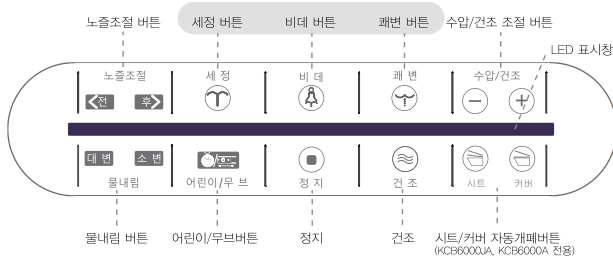 노즐조절 버튼 세정 버튼 비데 버튼 쾌변 버튼 수압/건조 조절 버튼
LED 표시창
노즐조절 세 정 비 데 쾌 변 수압/건조
전 후
대 변 소 변
물내림 어린이/무 브 정 지 건 조 시트 커버
물내림 버튼 어린이/무브버튼 정지 건조 시트/커버 자동개폐버튼
(KCB6000JA, KCB6000A 전용)